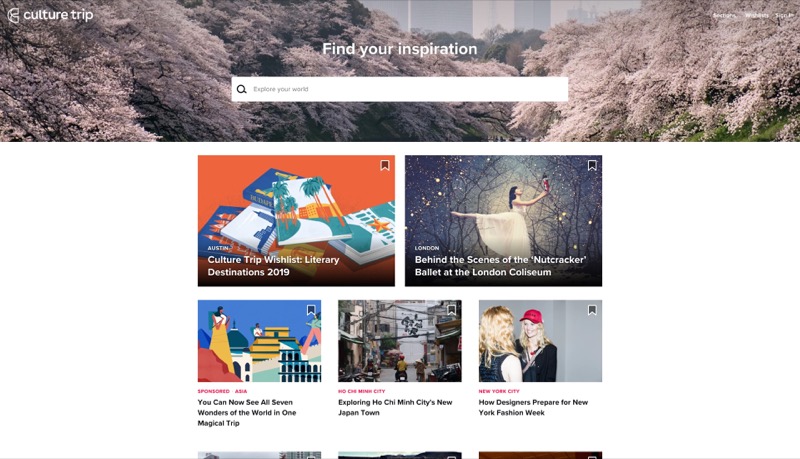 culture trip
Sections Wishlists Sign In
Find your inspiration
Explore your world
AUSTIN
Culture Trip Wishlist: Literary
Destinations 2019
LONDON
Behind the Scenes of the 'Nutcracker'
Ballet at the London Coliseum
SPONSORED · ASIA
You Can Now See All Seven
Wonders of the World in One
Magical Trip
HO CHI MINH CITY
Exploring Ho Chi Minh City's New
Japan Town
NEW YORK CITY
How Designers Prepare for New
York Fashion Week